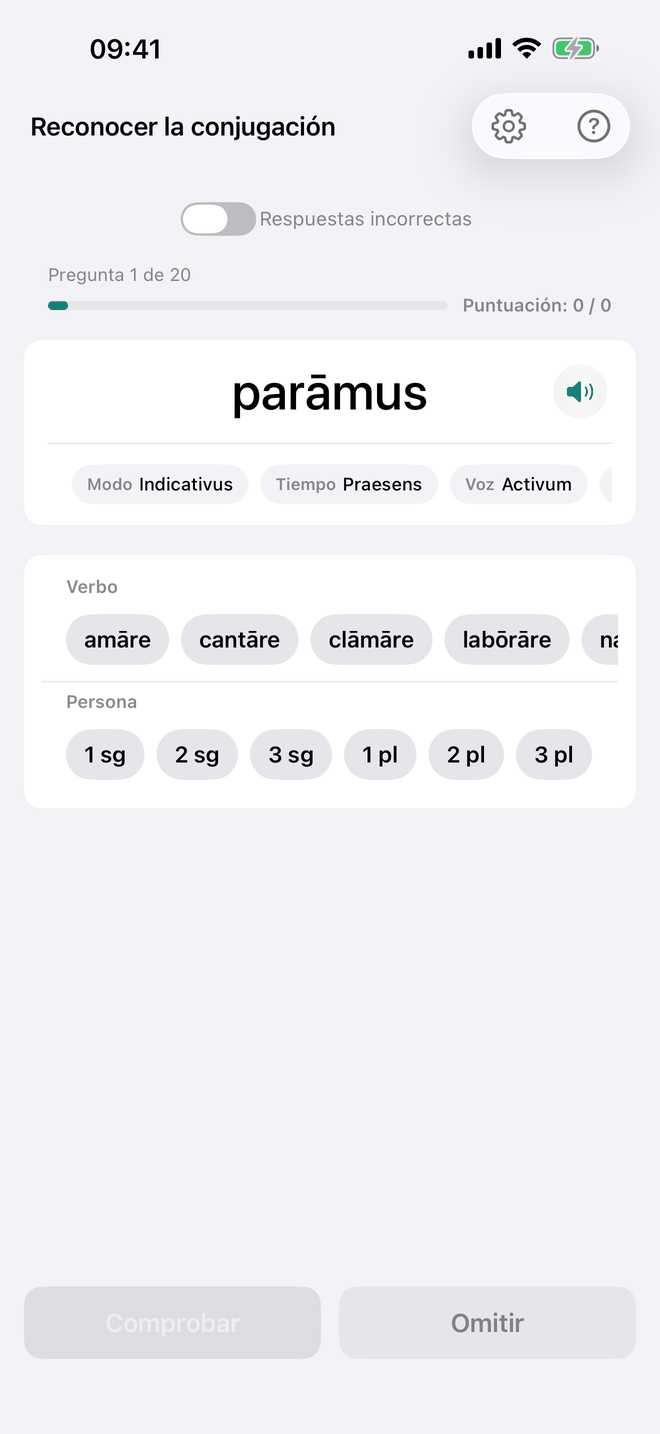 09:41
Reconocer la conjugación
Respuestas incorrectas
Pregunta 1 de 20
Puntuación: 0 / 0
parāmus
Modo Indicativus Tiempo Praesens Voz Activum
Verbo
amāre cantāre clāmāre labōrāre
Persona
1 sg 2 sg 3 sg 1 pl 2 pl 3 pl
Comprobar Omitir